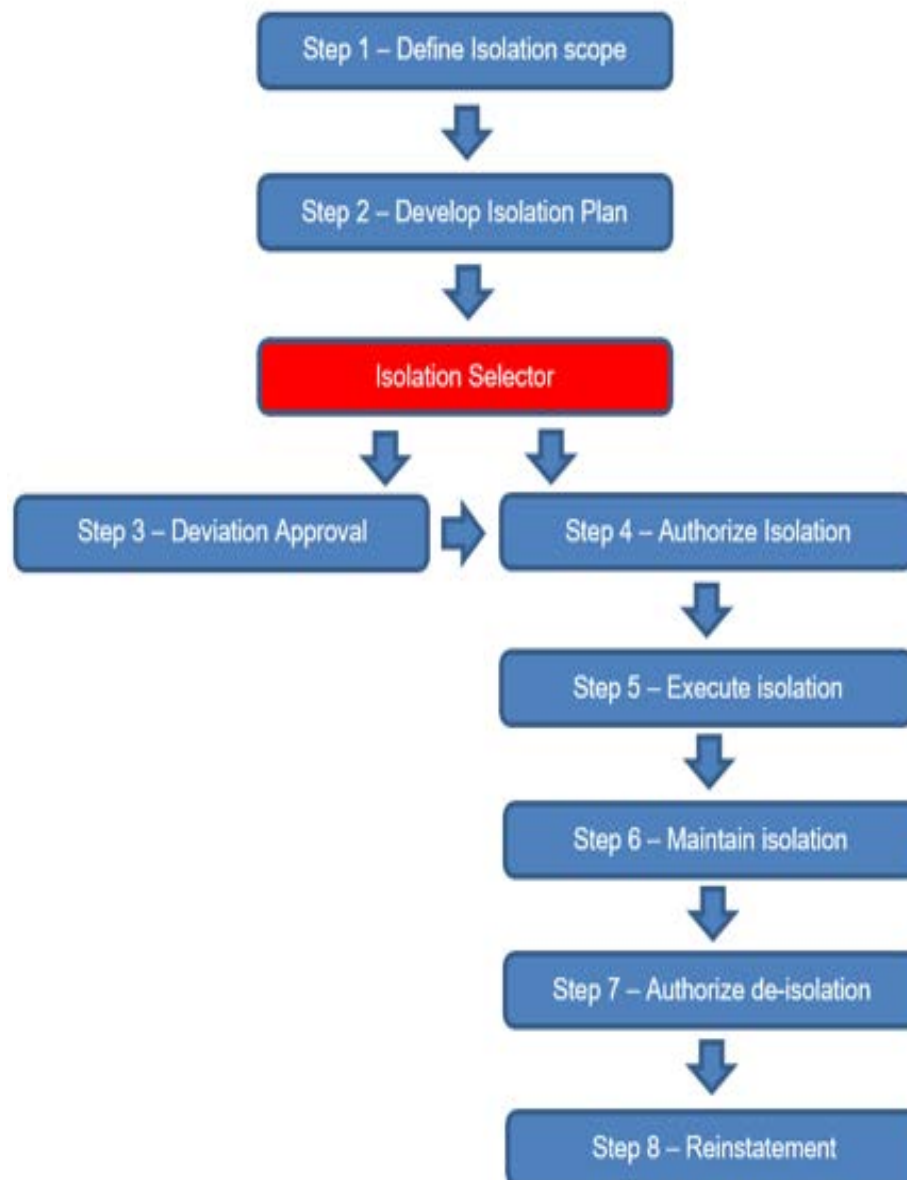 Step 1 – Define Isolation scope
Step 2 – Develop Isolation Plan
Isolation Selector
Step 3 – Deviation Approval
Step 4 – Authorize Isolation
Step 5 – Execute isolation
Step 6 – Maintain isolation
Step 7 – Authorize de-isolation
Step 8 – Reinstatement